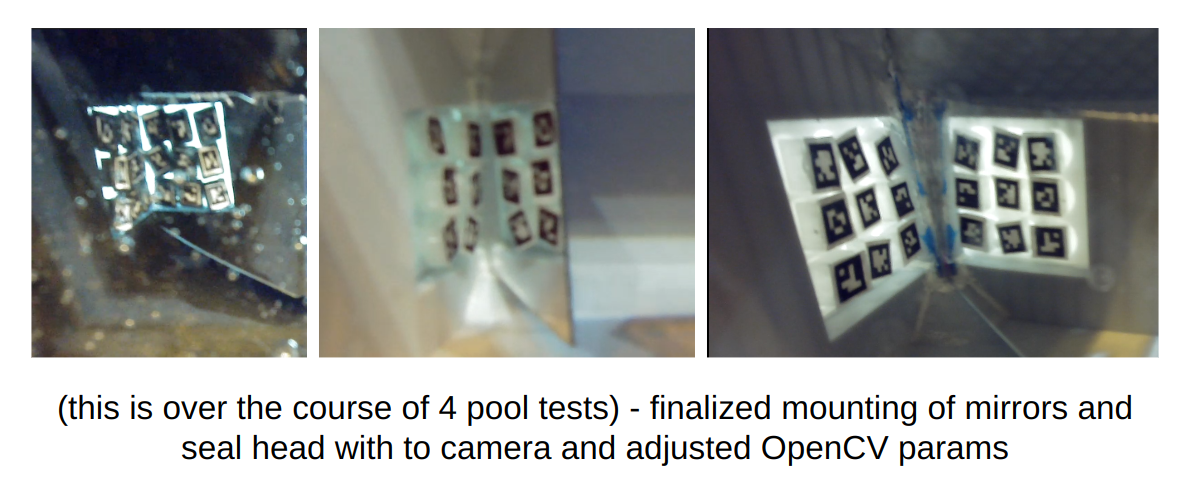 (this is over the course of 4 pool tests) - finalized mounting of mirrors and
seal head with to camera and adjusted OpenCV params